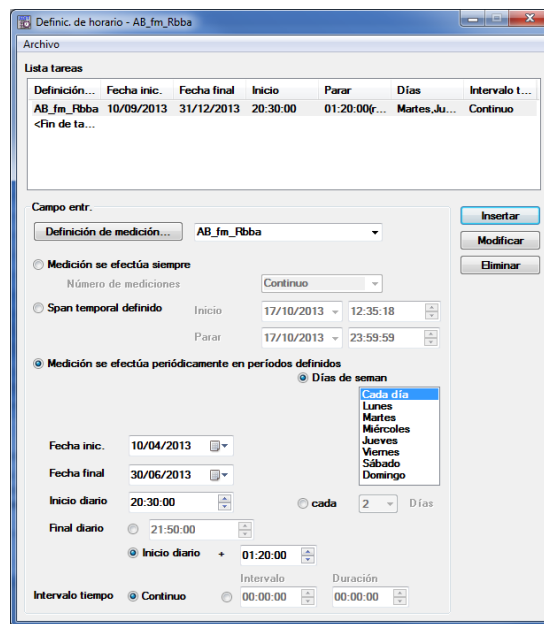 Definic. de horario - AB_fm_Rbba
Archivo
Lista tareas
Definición... Fecha inic. Fecha final Inicio Parar Días Intervalo t...
AB_fm_Rbba 10/09/2013 31/12/2013 20:30:00 01:20:00(r... Martes,Ju... Continuo
<Fin de ta...
Campo entr.
Definición de medición... AB_fm_Rbba
Insertar
Modificar
Eliminar
Medición se efectúa siempre
Número de mediciones Continuo
Span temporal definido Inicio 17/10/2013 12:35:18
Parar 17/10/2013 23:59:59
Medición se efectúa periódicamente en períodos definidos
Días de seman
Cada día
Lunes
Martes
Miércoles
Jueves
Viernes
Sábado
Domingo
Fecha inic. 10/04/2013
Fecha final 30/06/2013
Inicio diario 20:30:00
cada 2 Días
Final diario 21:50:00
Inicio diario + 01:20:00
Intervalo Duración
Intervalo tiempo Continuo 00:00:00 00:00:00